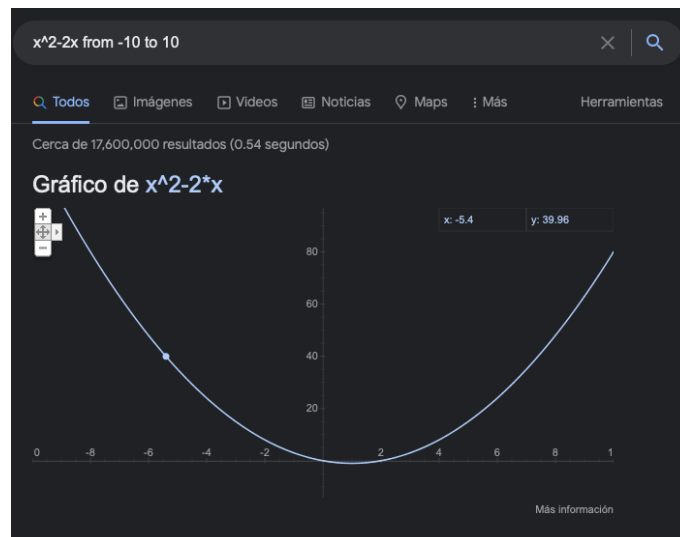 x^2-2x from -10 to 10
Todos Imágenes Videos Noticias Maps Más Herramientas
Cerca de 17,600,000 resultados (0.54 segundos)
Gráfico de x^2-2*x
x: -5.4 y: 39.96
80
60
40
20
0 -8 -6 -4 -2 2 4 6 8 1
Más información